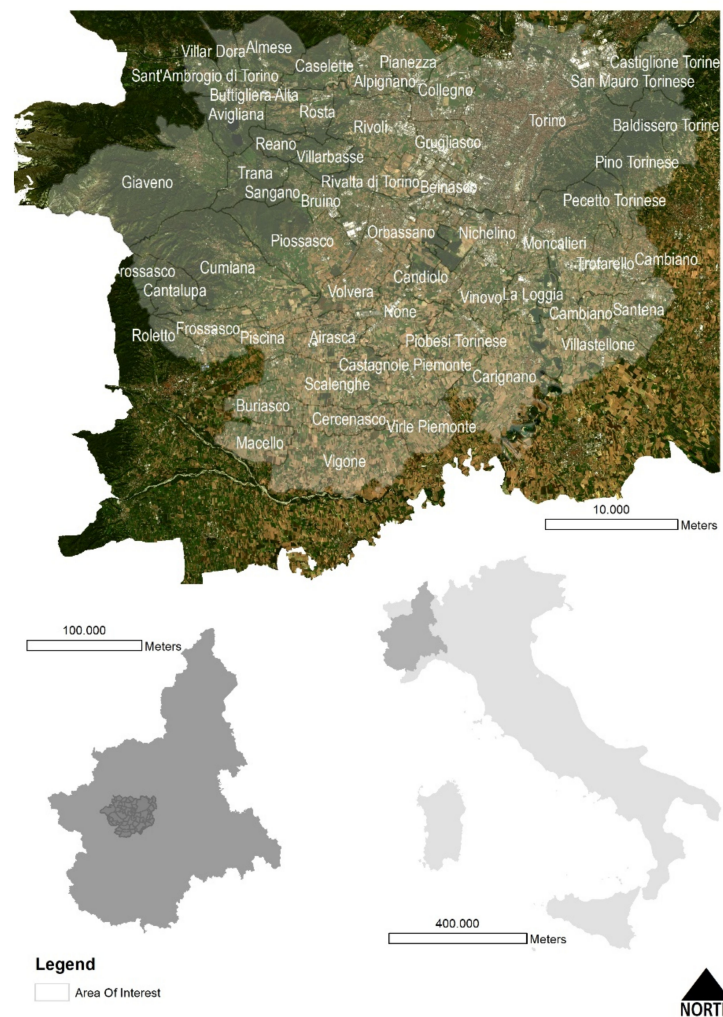 Villar Dora Almese
Caselette
Pianezza
Castiglione Torine
Sant'Ambrogio di Torino
Alpignano
San Mauro Torinese
Buttigliera Alta
Collegno
Avigliana
Rosta
Rivoli
Torino
Baldissero Torine
Reano
Grugliasco
Villarbasse
Pino Torinese
Trana
Giaveno
Rivalta di Torino
Beinasco
Sangano
Bruino
Pecetto Torinese
Piossasco
Orbassano
Nichelino
Moncalieri
Trofarello
Cambiano
rossasco
Cumiana
Candiolo
Cantalupa
Volvera
Vinovo
La Loggia
None
Cambiano
Santena
Roletto
Frossasco
Piscina
Airasca
Piobesi Torinese
Villastellone
Castagnole Piemonte
Scalenghe
Carignano
Buriasco
Cercenasco
Virle Piemonte
Macello
Vigone
10.000
Meters
100.000
Meters
400.000
Meters
Legend
Area Of Interest
NORT